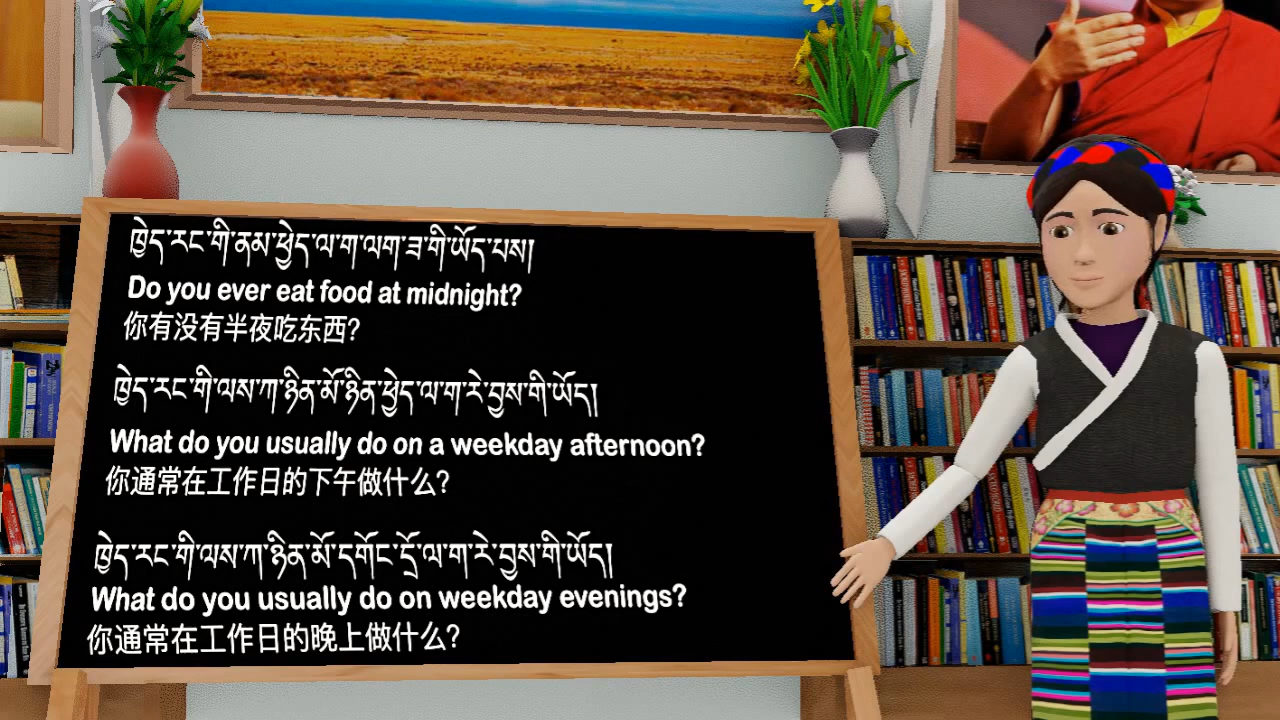 ཁྱེད་རང་གི་ནམ་ཕྱེད་ལ་ག་ལག་ཟ་གི་ཡོད་པས།
Do you ever eat food at midnight?
你有没有半夜吃东西?
ཁྱེད་རང་གི་ལས་ཀ་ཉིན་མོ་ཉིན་ཕྱེད་ལ་ག་རེ་བྱས་གི་ཡོད།
What do you usually do on a weekday afternoon?
你通常在工作日的下午做什么?
ཁྱེད་རང་གི་ལས་ཀ་ཉིན་མོ་དགོང་དྲོ་ལ་ག་རེ་བྱས་གི་ཡོད།
What do you usually do on weekday evenings?
你通常在工作日的晚上做什么?